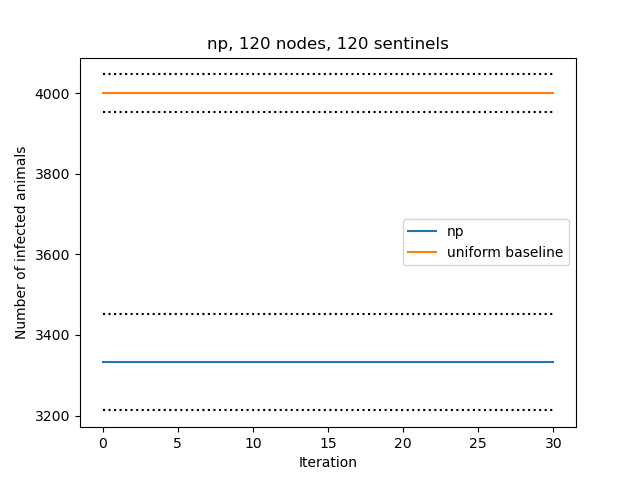 np, 120 nodes, 120 sentinels
Number of infected animals
4000
3800
3600
3400
3200
np
uniform baseline
0 5 10 15 20 25 30
Iteration